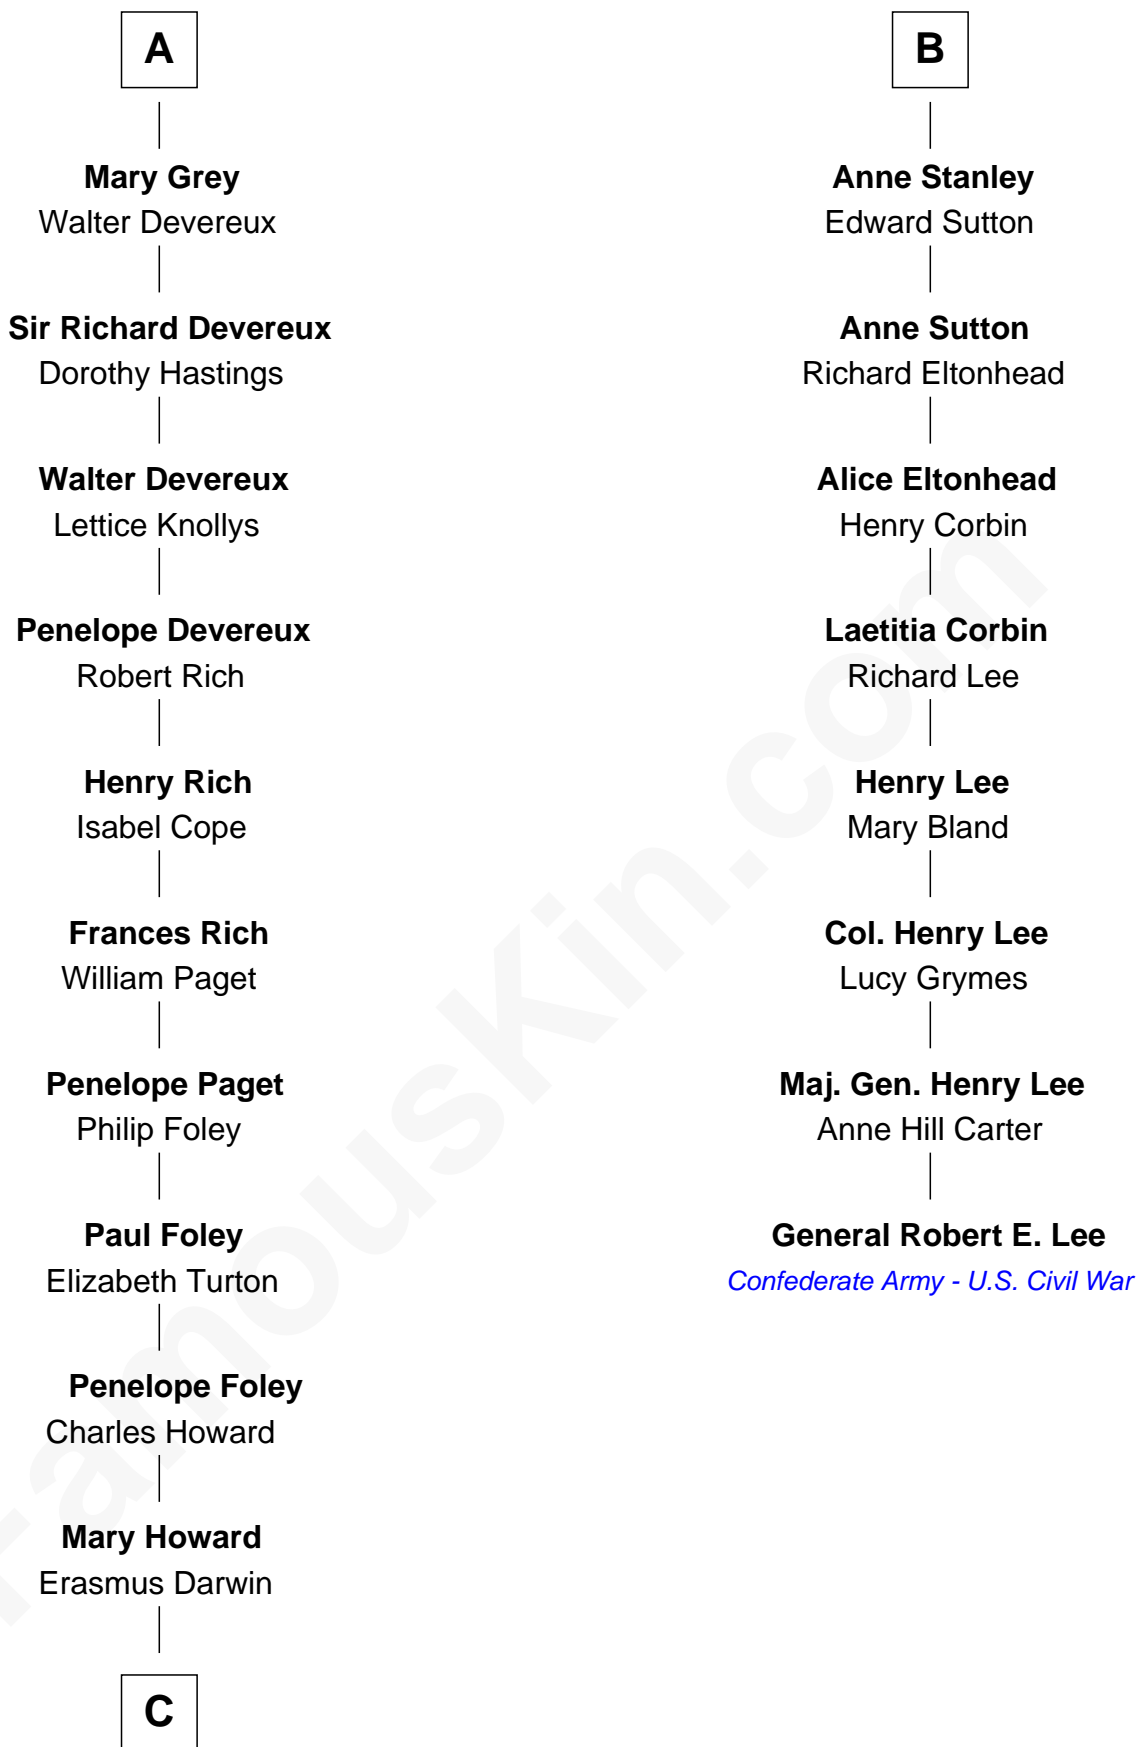 A
Mary Grey
Walter Devereux
Sir Richard Devereux
Dorothy Hastings
Walter Devereux
Lettice Knollys
Penelope Devereux
Robert Rich
Henry Rich
Isabel Cope
Frances Rich
William Paget
Penelope Paget
Philip Foley
Paul Foley
Elizabeth Turton
Penelope Foley
Charles Howard
Mary Howard
Erasmus Darwin
C
B
Anne Stanley
Edward Sutton
Anne Sutton
Richard Eltonhead
Alice Eltonhead
Henry Corbin
Laetitia Corbin
Richard Lee
Henry Lee
Mary Bland
Col. Henry Lee
Lucy Grymes
Maj. Gen. Henry Lee
Anne Hill Carter
General Robert E. Lee
Confederate Army - U.S. Civil War
FamousKin.com